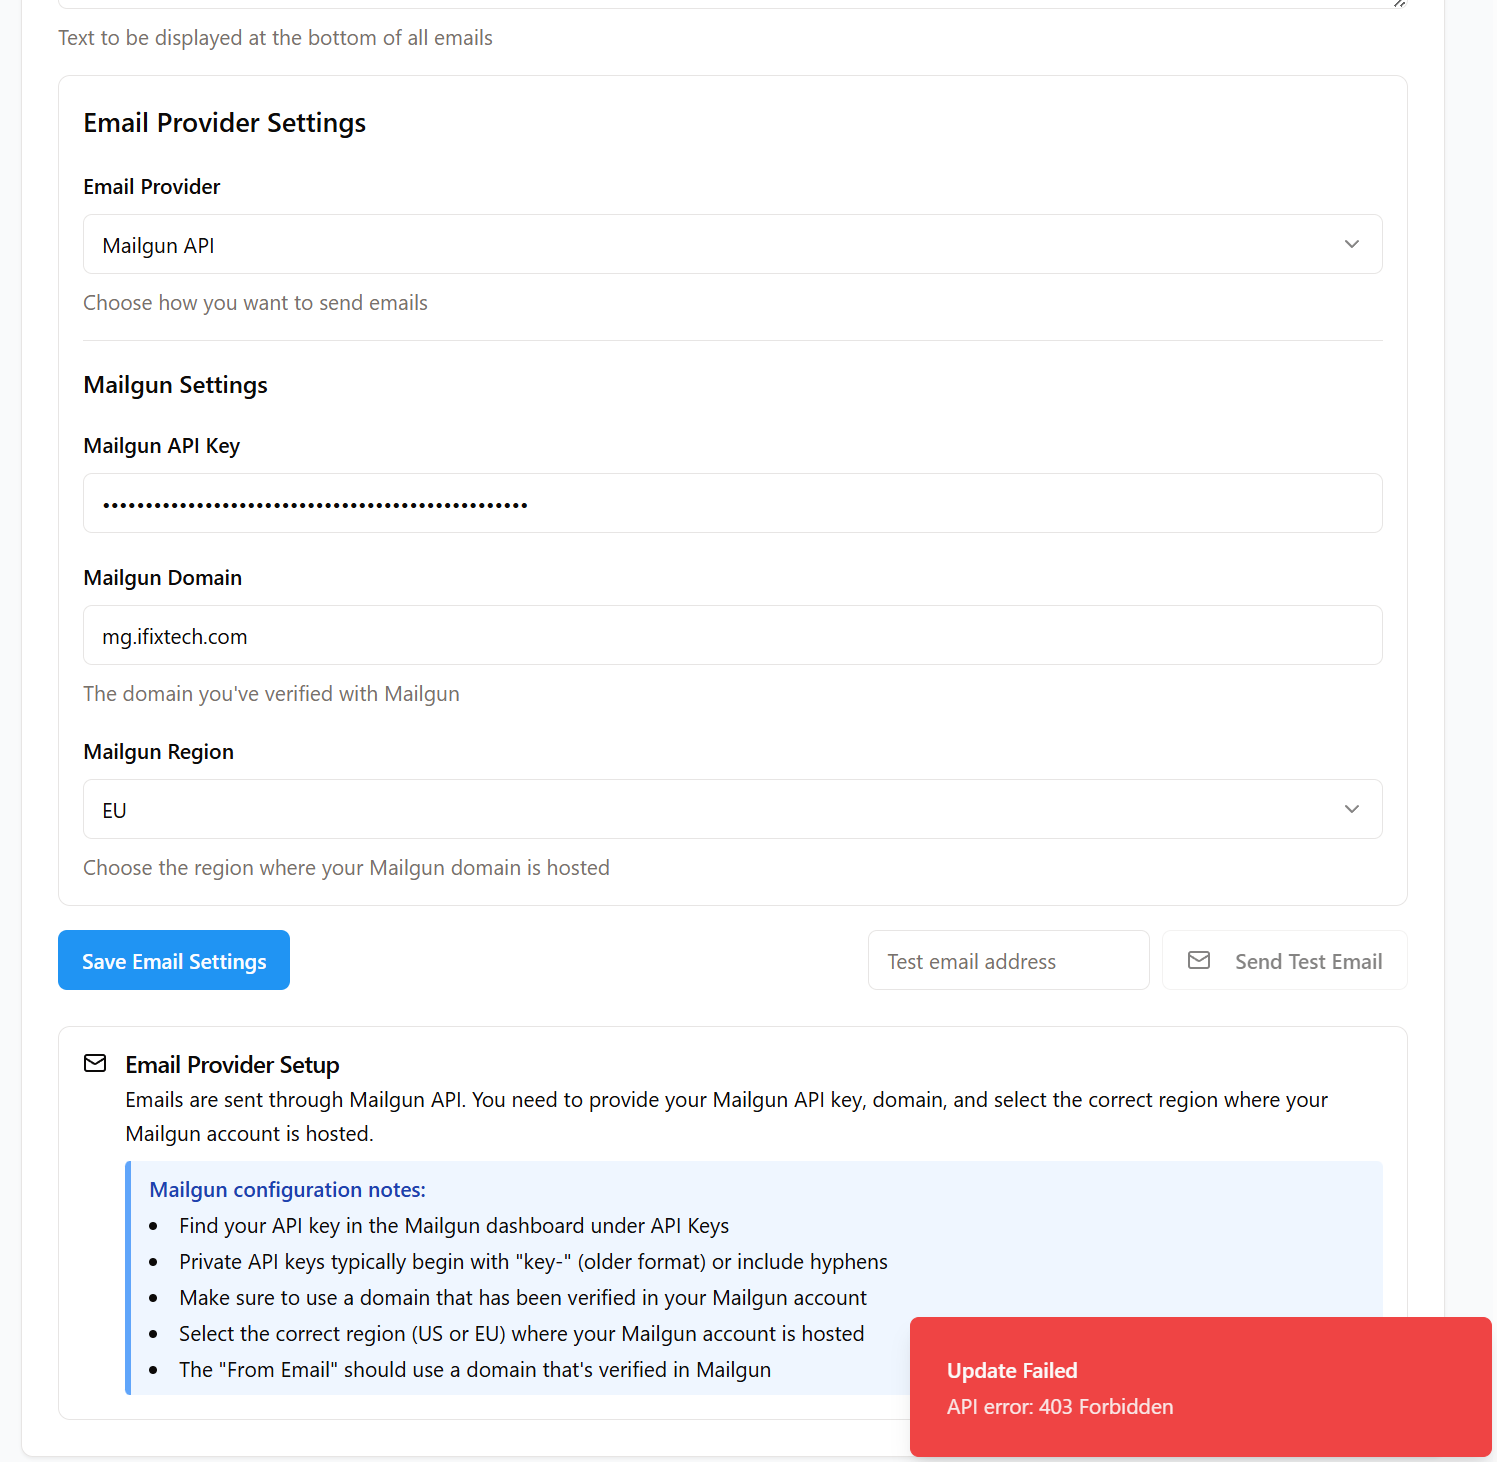 Text to be displayed at the bottom of all emails
Email Provider Settings
Email Provider
Mailgun API
Choose how you want to send emails
Mailgun Settings
Mailgun API Key
••••••••••••••••••••••••••••••••••••••••••••••••••
Mailgun Domain
mg.ifixtech.com
The domain you've verified with Mailgun
Mailgun Region
EU
Choose the region where your Mailgun domain is hosted
Save Email Settings
Test email address
Send Test Email
Email Provider Setup
Emails are sent through Mailgun API. You need to provide your Mailgun API key, domain, and select the correct region where your
Mailgun account is hosted.
Mailgun configuration notes:
• Find your API key in the Mailgun dashboard under API Keys
• Private API keys typically begin with "key-" (older format) or include hyphens
• Make sure to use a domain that has been verified in your Mailgun account
• Select the correct region (US or EU) where your Mailgun account is hosted
• The "From Email" should use a domain that's verified in Mailgun
Update Failed
API error: 403 Forbidden